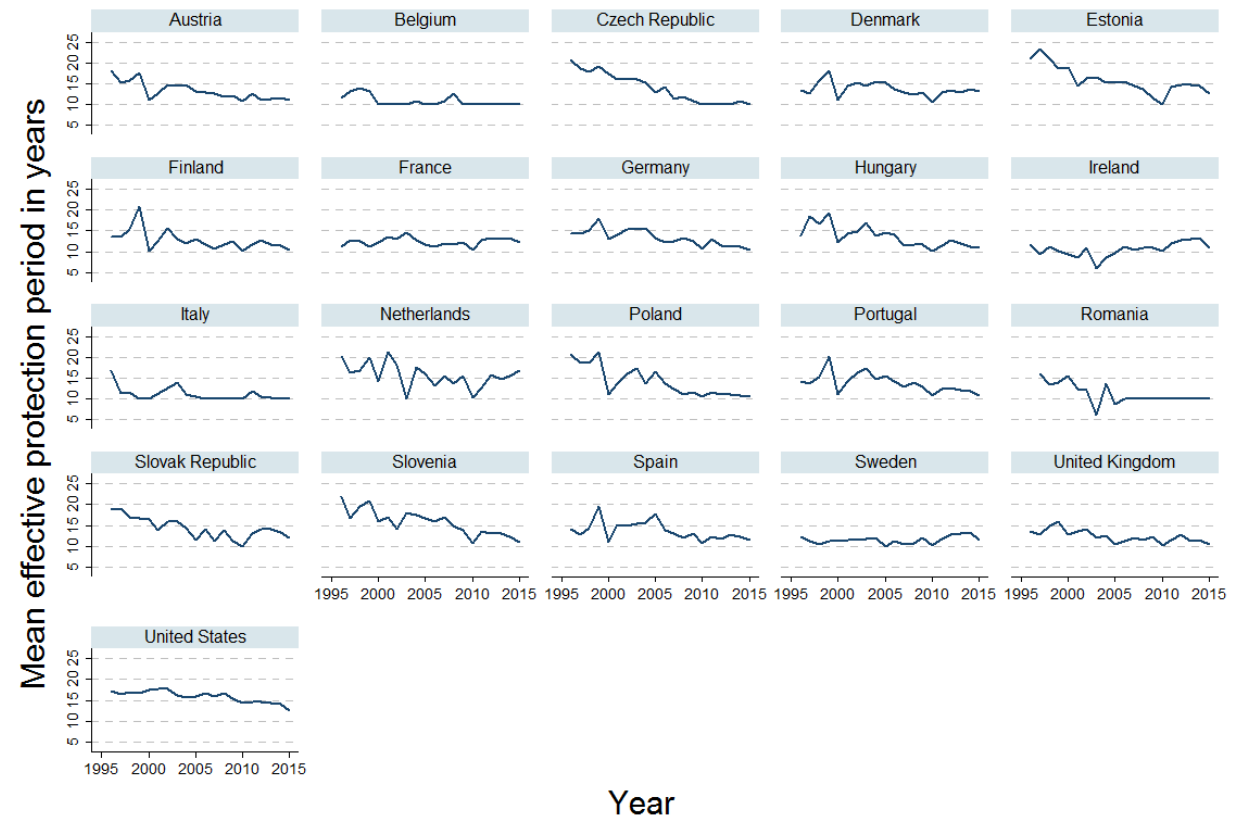 Mean effective protection period in years
Austria Belgium Czech Republic Denmark Estonia
5 10 15 20 25
Finland France Germany Hungary Ireland
5 10 15 20 25
Italy Netherlands Poland Portugal Romania
5 10 15 20 25
Slovak Republic Slovenia Spain Sweden United Kingdom
5 10 15 20 25
1995 2000 2005 2010 2015 1995 2000 2005 2010 2015 1995 2000 2005 2010 2015 1995 2000 2005 2010 2015
United States
5 10 15 20 25
1995 2000 2005 2010 2015
Year